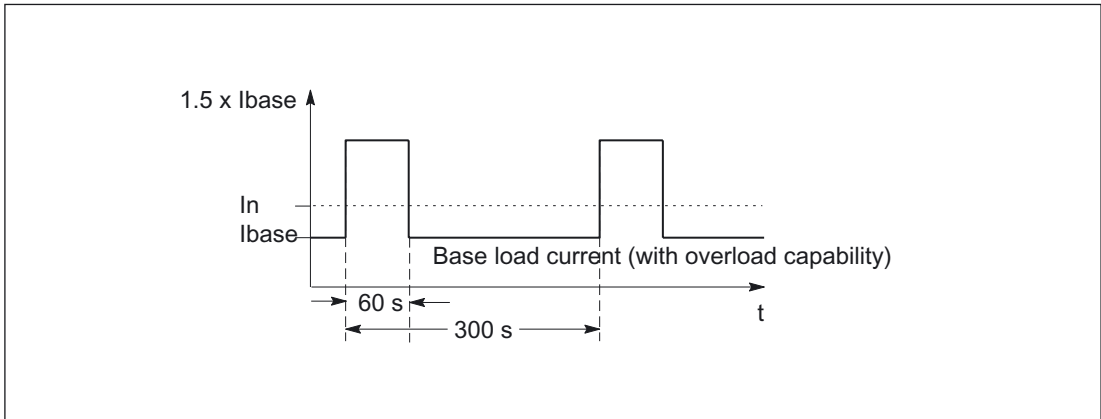 1.5 x Ibase
In
Ibase
Base load current (with overload capability)
60 s
t
300 s